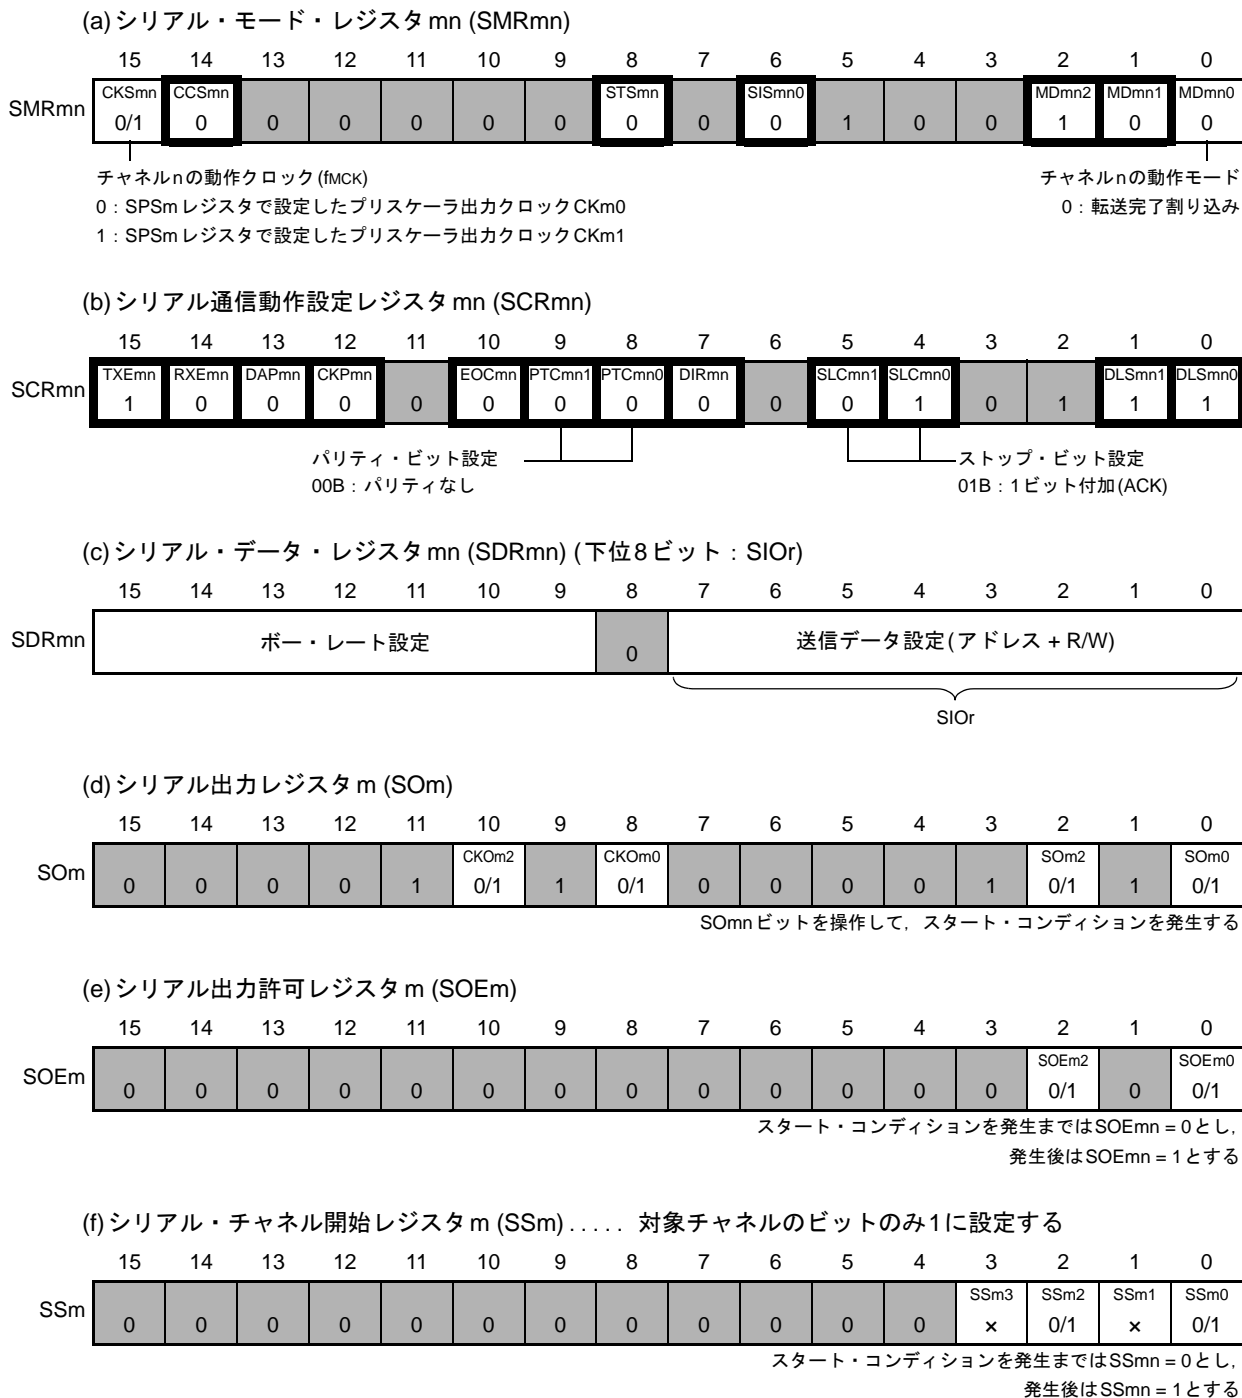 (a) シリアル・モード・レジスタmn (SMRmn)
15 14 13 12 11 10 9 8 7 6 5 4 3 2 1 0
CKSmn CCSmn STSmn SISmn0 MDmn2 MDmn1 MDmn0
SMRmn 0/1 0 0 0 0 0 0 0 0 0 1 0 0 1 0 0
チャネルnの動作クロック(fMCK) チャネルnの動作モード
0：SPSmレジスタで設定したプリスケーラ出力クロックCKm0 0：転送完了割り込み
1：SPSmレジスタで設定したプリスケーラ出力クロックCKm1
(b) シリアル通信動作設定レジスタmn (SCRmn)
15 14 13 12 11 10 9 8 7 6 5 4 3 2 1 0
TXEmn RXEmn DAPmn CKPmn EOCmn PTCmn1 PTCmn0 DIRmn SLCmn1 SLCmn0 DLSmn1 DLSmn0
SCRmn 1 0 0 0 0 0 0 0 0 0 0 1 0 1 1 1
パリティ・ビット設定 ストップ・ビット設定
00B：パリティなし 01B：1ビット付加(ACK)
(c) シリアル・データ・レジスタmn (SDRmn) (下位8ビット：SIOr)
15 14 13 12 11 10 9 8 7 6 5 4 3 2 1 0
SDRmn ボー・レート設定 0 送信データ設定(アドレス + R/W)
SIOr
(d) シリアル出力レジスタm (SOm)
15 14 13 12 11 10 9 8 7 6 5 4 3 2 1 0
CKOm2 CKOm0 SOm2 SOm0
SOm 0 0 0 0 1 0/1 1 0/1 0 0 0 0 1 0/1 1 0/1
SOmnビットを操作して，スタート・コンディションを発生する
(e) シリアル出力許可レジスタm (SOEm)
15 14 13 12 11 10 9 8 7 6 5 4 3 2 1 0
SOEm2 SOEm0
SOEm 0 0 0 0 0 0 0 0 0 0 0 0 0 0/1 0 0/1
スタート・コンディションを発生まではSOEmn = 0とし，
発生後はSOEmn = 1とする
(f) シリアル・チャネル開始レジスタm (SSm) ..... 対象チャネルのビットのみ1に設定する
15 14 13 12 11 10 9 8 7 6 5 4 3 2 1 0
SSm3 SSm2 SSm1 SSm0
SSm 0 0 0 0 0 0 0 0 0 0 0 0 × 0/1 × 0/1
スタート・コンディションを発生まではSSmn = 0とし，
発生後はSSmn = 1とする